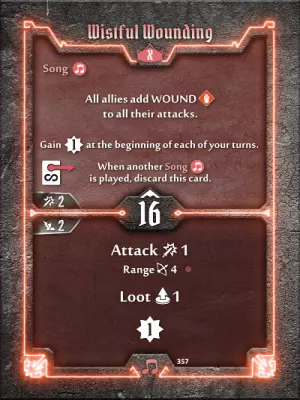 Wistful Wounding
X
Song
All allies add WOUND
to all their attacks.
Gain 1 at the beginning of each of your turns.
When another Song
is played, discard this card.
2
16
2
Attack 1
Range 4
Loot 1
1
357